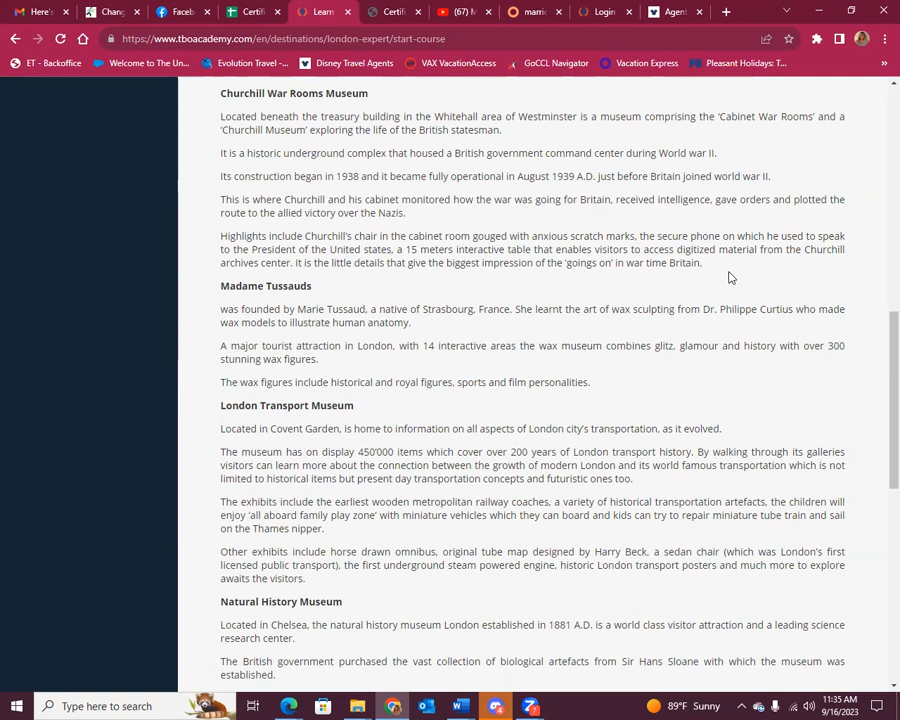 Here's
Chang
Faceb
Certifi
Learn
Certifi
(67) M
marri
Login
Agent
https://www.tboacademy.com/en/destinations/london-expert/start-course
ET - Backoffice
Welcome to The Un...
Evolution Travel -...
Disney Travel Agents
VAX VacationAccess
GoCCL Navigator
Vacation Express
Pleasant Holidays: T...
»
Churchill War Rooms Museum
Located beneath the treasury building in the Whitehall area of Westminster is a museum comprising the 'Cabinet War Rooms' and a
'Churchill Museum' exploring the life of the British statesman.
It is a historic underground complex that housed a British government command center during World war II.
Its construction began in 1938 and it became fully operational in August 1939 A.D. just before Britain joined world war II.
This is where Churchill and his cabinet monitored how the war was going for Britain, received intelligence, gave orders and plotted the
route to the allied victory over the Nazis.
Highlights include Churchill's chair in the cabinet room gouged with anxious scratch marks, the secure phone on which he used to speak
to the President of the United states, a 15 meters interactive table that enables visitors to access digitized material from the Churchill
archives center. It is the little details that give the biggest impression of the 'goings on' in war time Britain.
Madame Tussauds
was founded by Marie Tussaud, a native of Strasbourg, France. She learnt the art of wax sculpting from Dr. Philippe Curtius who made
wax models to illustrate human anatomy.
A major tourist attraction in London, with 14 interactive areas the wax museum combines glitz, glamour and history with over 300
stunning wax figures.
The wax figures include historical and royal figures, sports and film personalities.
London Transport Museum
Located in Covent Garden, is home to information on all aspects of London city's transportation, as it evolved.
The museum has on display 450'000 items which cover over 200 years of London transport history. By walking through its galleries
visitors can learn more about the connection between the growth of modern London and its world famous transportation which is not
limited to historical items but present day transportation concepts and futuristic ones too.
The exhibits include the earliest wooden metropolitan railway coaches, a variety of historical transportation artefacts, the children will
enjoy 'all aboard family play zone' with miniature vehicles which they can board and kids can try to repair miniature tube train and sail
on the Thames nipper.
Other exhibits include horse drawn omnibus, original tube map designed by Harry Beck, a sedan chair (which was London's first
licensed public transport), the first underground steam powered engine, historic London transport posters and much more to explore
awaits the visitors.
Natural History Museum
Located in Chelsea, the natural history museum London established in 1881 A.D. is a world class visitor attraction and a leading science
research center.
The British government purchased the vast collection of biological artefacts from Sir Hans Sloane with which the museum was
established.
Type here to search
89°F Sunny
11:35 AM
9/16/2023